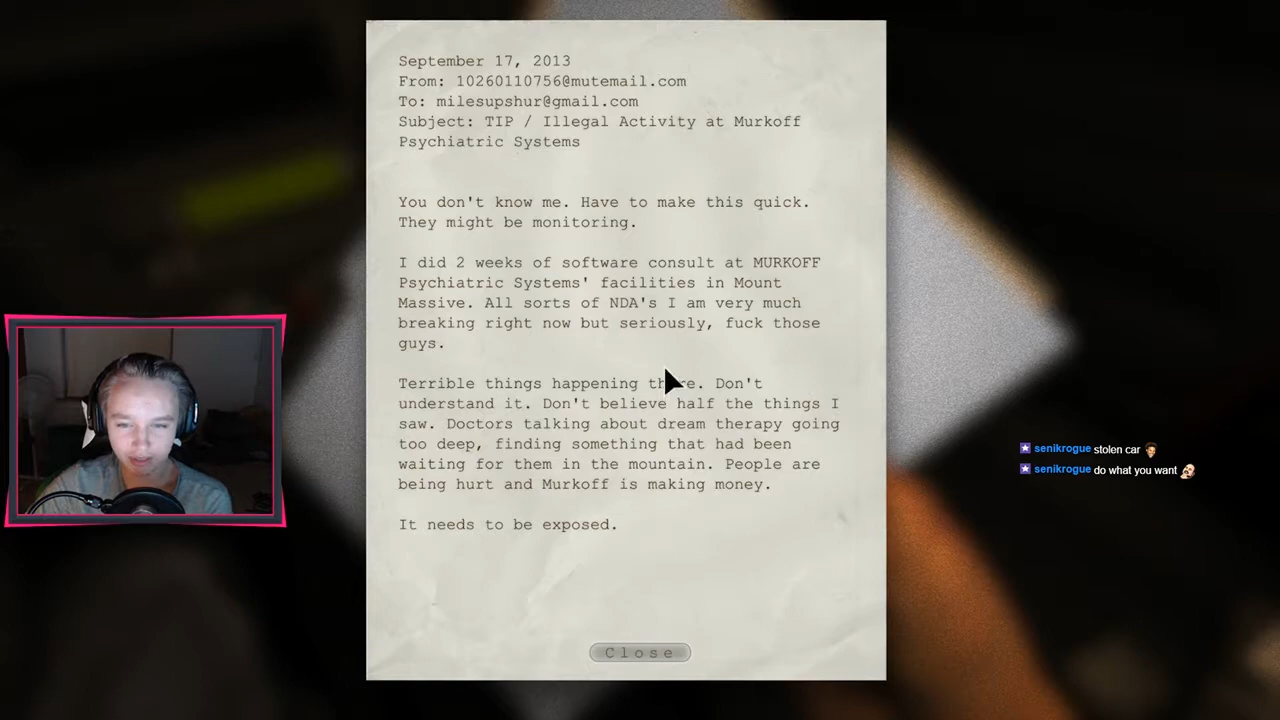 September 17, 2013
From: 10260110756@mutemail.com
To: milesupshur@gmail.com
Subject: TIP / Illegal Activity at Murkoff
Psychiatric Systems
You don't know me. Have to make this quick.
They might be monitoring.
I did 2 weeks of software consult at MURKOFF
Psychiatric Systems' facilities in Mount
Massive. All sorts of NDA's I am very much
breaking right now but seriously, fuck those
guys.
Terrible things happening there. Don't
understand it. Don't believe half the things I
saw. Doctors talking about dream therapy going
too deep, finding something that had been
waiting for them in the mountain. People are
being hurt and Murkoff is making money.
It needs to be exposed.
Close
senikrogue stolen car
senikrogue do what you want